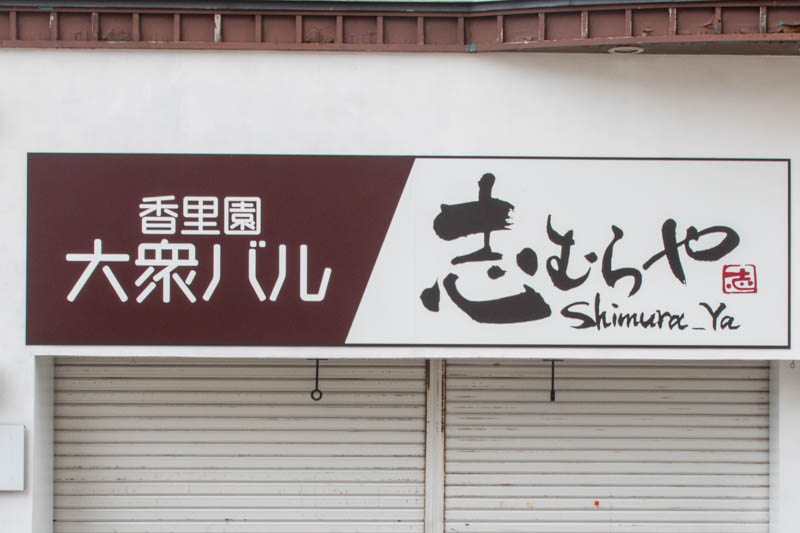 香里園
大衆バル
志むらや
志
Shimura_Ya